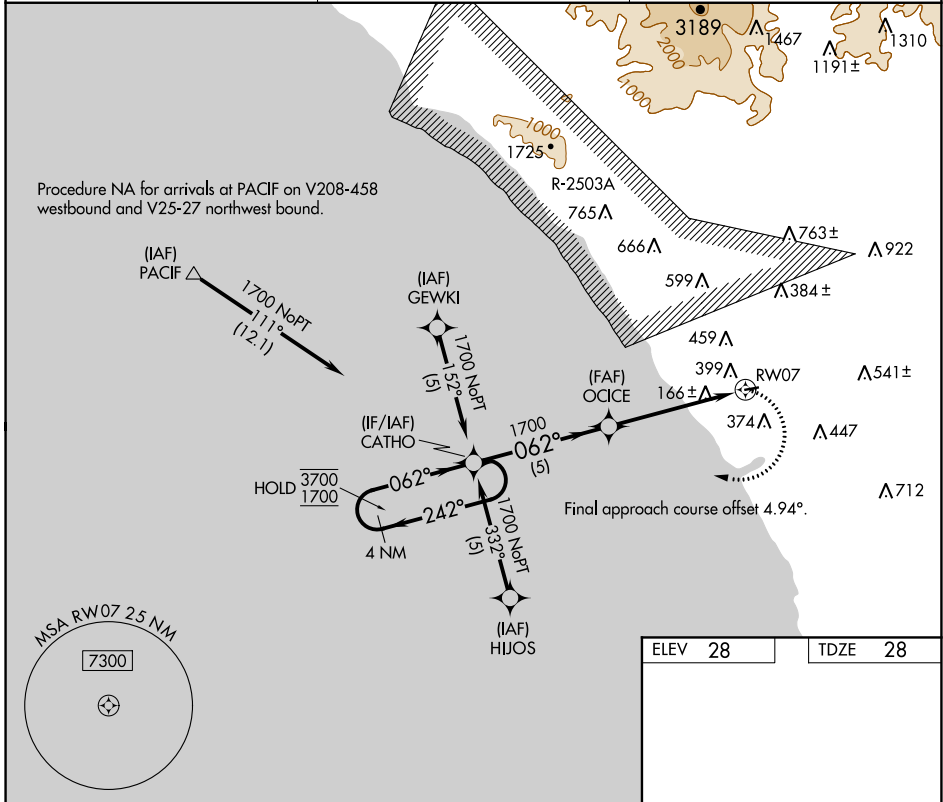 3189
1467
1310
1191±
2000
1000
1000
1725
R-2503A
765
666
599
763±
922
384±
459
399
RW07
541±
166±
374
447
712
Procedure NA for arrivals at PACIF on V208-458
westbound and V25-27 northwest bound.
(IAF)
PACIF
1700 NoPT
111°
(12.1)
(IAF)
GEWKI
1700 NoPT
152°
(5)
(FAF)
OCICE
(IF/IAF)
CATHO
1700
062°
(5)
HOLD
3700
1700
062°
242°
4 NM
1700 NoPT
332°
(5)
(IAF)
HIJOS
Final approach course offset 4.94°.
MSA RW07 25 NM
7300
ELEV 28
TDZE 28